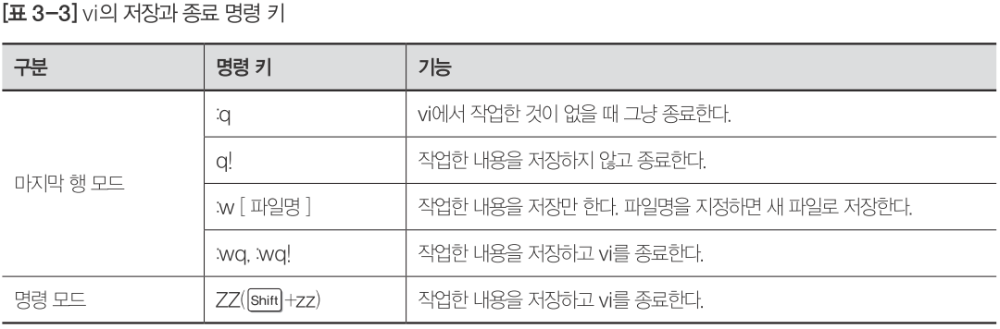 [표 3-3] vi의 저장과 종료 명령 키
구분 명령 키 기능
마지막 행 모드
:q vi에서 작업한 것이 없을 때 그냥 종료한다.
q! 작업한 내용을 저장하지 않고 종료한다.
:w [ 파일명 ] 작업한 내용을 저장만 한다. 파일명을 지정하면 새 파일로 저장한다.
:wq, :wq! 작업한 내용을 저장하고 vi를 종료한다.
명령 모드 ZZ(Shift+zz) 작업한 내용을 저장하고 vi를 종료한다.